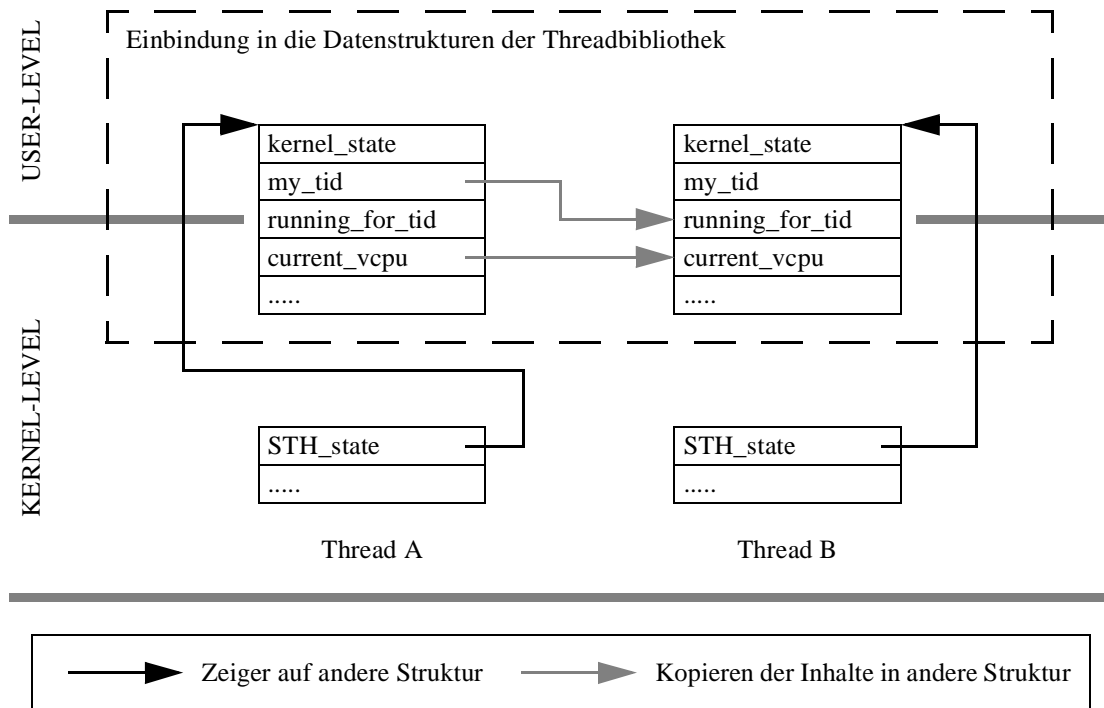 USER-LEVEL
Einbindung in die Datenstrukturen der Threadbibliothek
kernel_state
my_tid
running_for_tid
current_vcpu
.....
kernel_state
my_tid
running_for_tid
current_vcpu
.....
KERNEL-LEVEL
STH_state
.....
STH_state
.....
Thread A
Thread B
Zeiger auf andere Struktur
Kopieren der Inhalte in andere Struktur